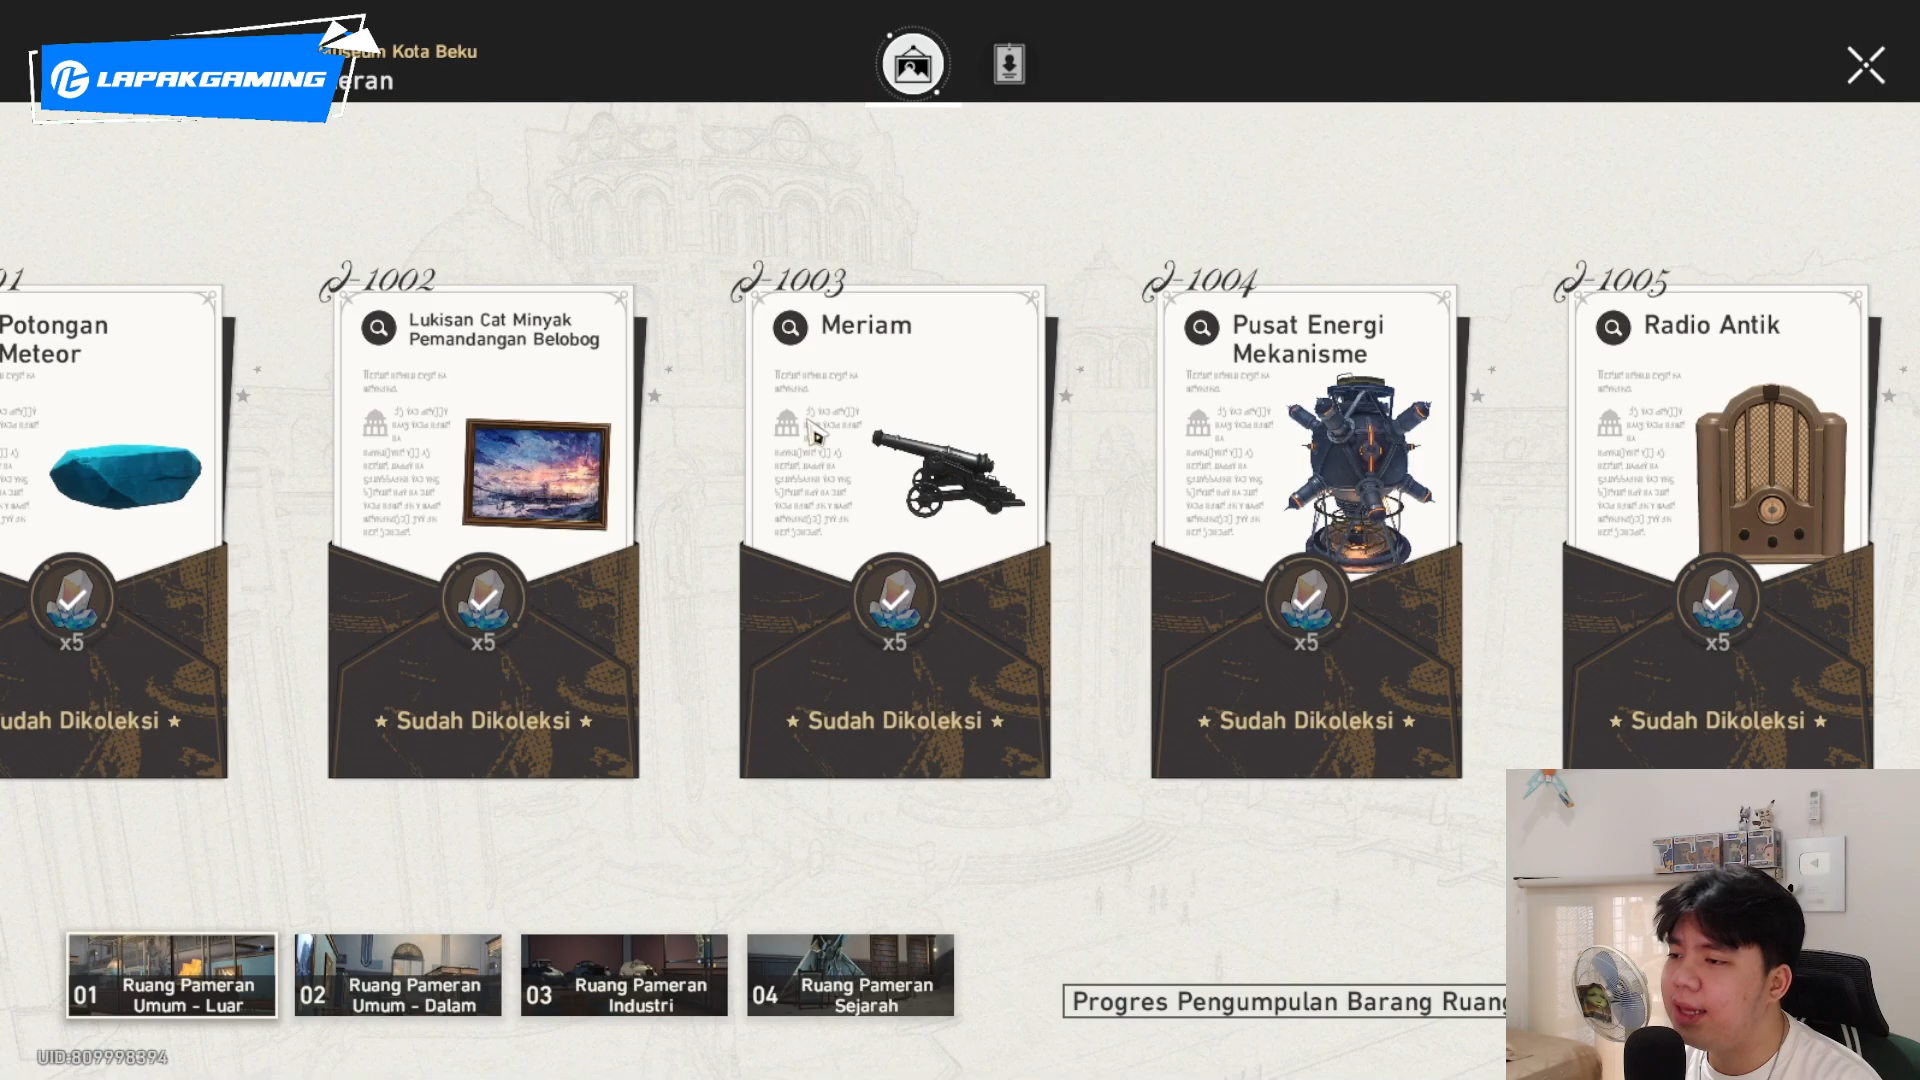 LAPAKGAMING
Museum Kota Beku
eran
01
Potongan
Meteor
x5
udah Dikoleksi
1002
Lukisan Cat Minyak
Pemandangan Belobog
x5
Sudah Dikoleksi
1003
Meriam
x5
Sudah Dikoleksi
1004
Pusat Energi
Mekanisme
x5
Sudah Dikoleksi
1005
Radio Antik
x5
Sudah Dikoleksi
01
Ruang Pameran
Umum - Luar
02
Ruang Pameran
Umum - Dalam
03
Ruang Pameran
Industri
04
Ruang Pameran
Sejarah
Progres Pengumpulan Barang Ruang
UID:809998394